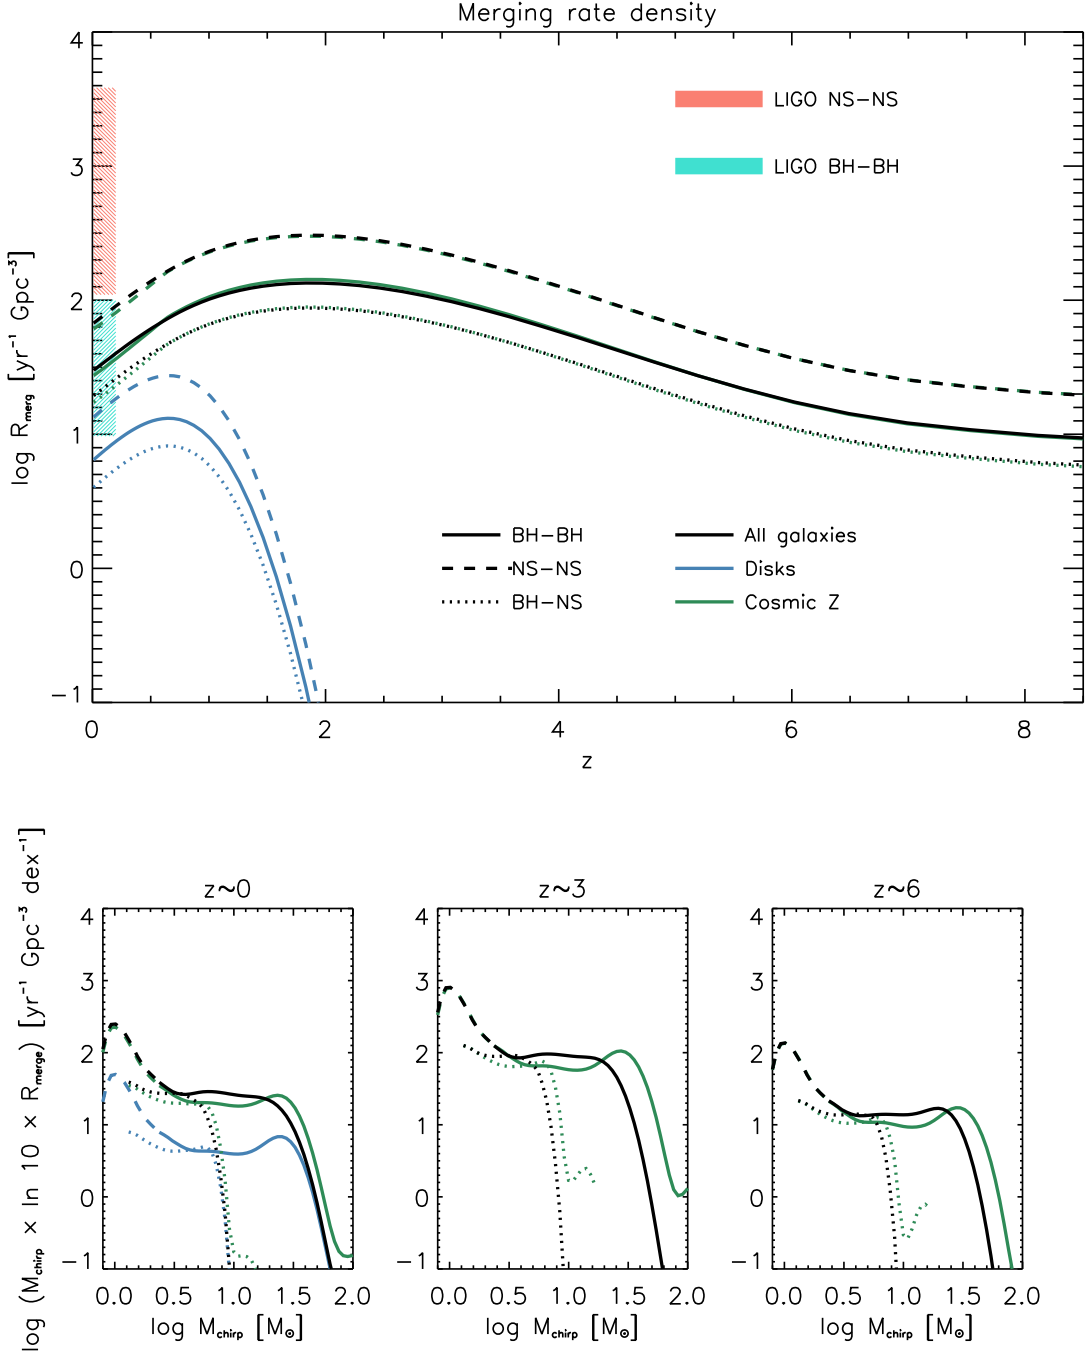 Merging rate density
4
3
2
1
0
−1
log R_merg [yr⁻¹ Gpc⁻³]
LIGO NS−NS
LIGO BH−BH
BH−BH
NS−NS
BH−NS
All galaxies
Disks
Cosmic Z
0 2 4 6 8
z
log (M_chirp × ln 10 × R_merge) [yr⁻¹ Gpc⁻³ dex⁻¹]
z~0
4
3
2
1
0
−1
0.0 0.5 1.0 1.5 2.0
log M_chirp [M_⊙]
z~3
4
3
2
1
0
−1
0.0 0.5 1.0 1.5 2.0
log M_chirp [M_⊙]
z~6
4
3
2
1
0
−1
0.0 0.5 1.0 1.5 2.0
log M_chirp [M_⊙]